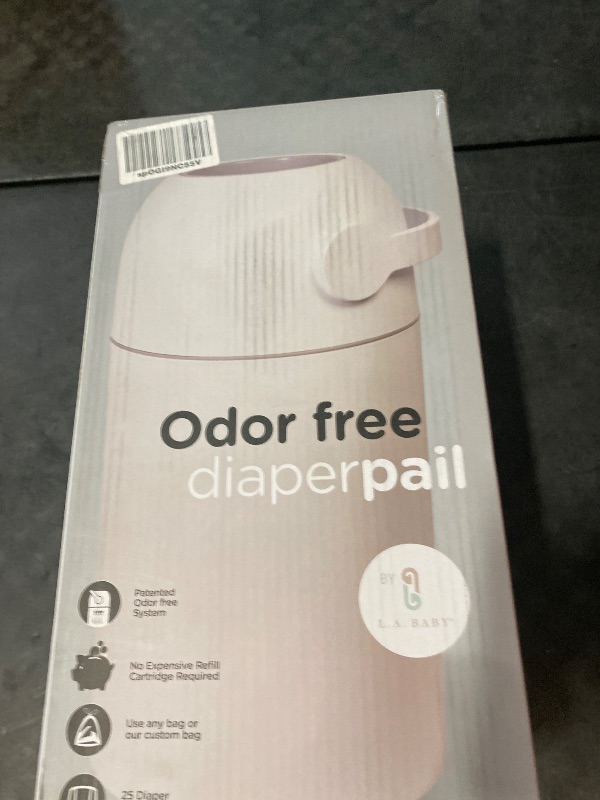 spOGI9NC55V
Odor free
diaperpail
BY
L.A. BABY
Patented
Odor free
System
No Expensive Refill
Cartridge Required
Use any bag or
our custom bag
25 Diaper